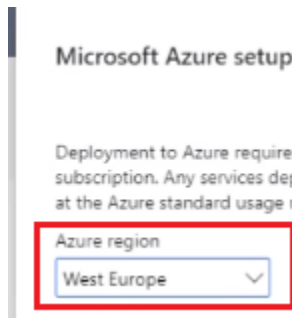 Microsoft Azure setup
Deployment to Azure require
subscription. Any services de
at the Azure standard usage
Azure region
West Europe